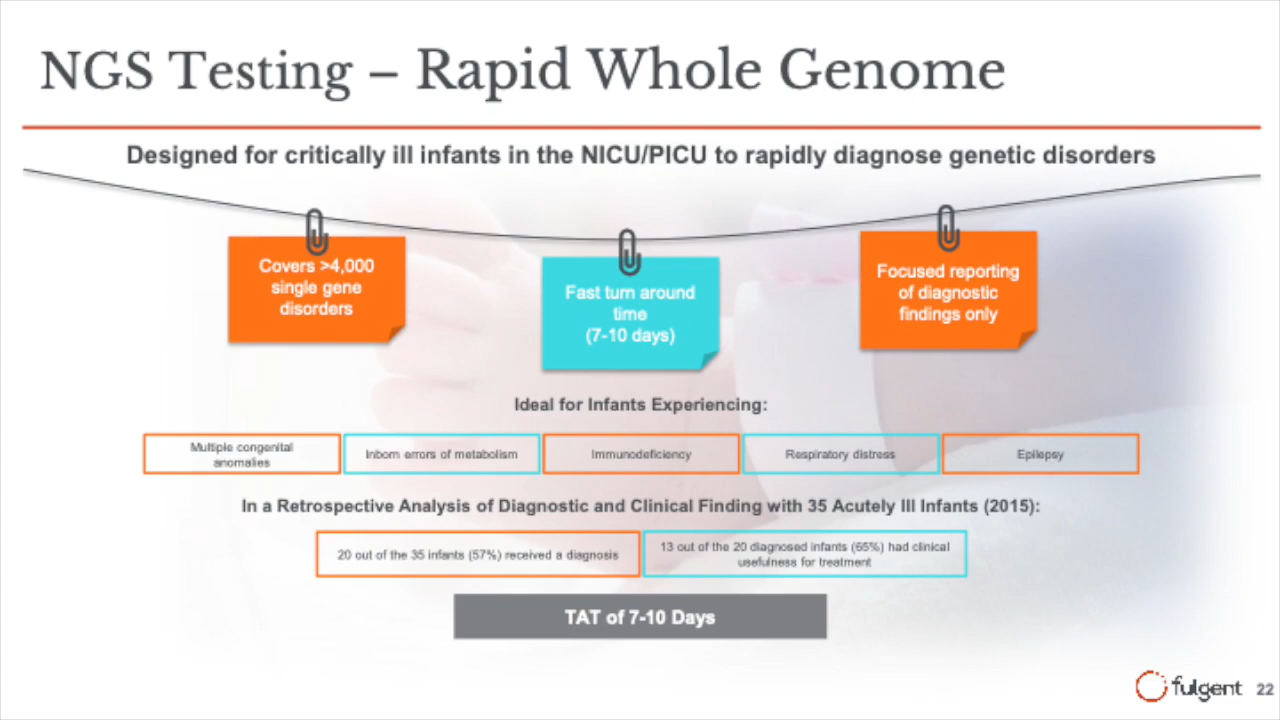 NGS Testing – Rapid Whole Genome
Designed for critically ill infants in the NICU/PICU to rapidly diagnose genetic disorders
Covers >4,000
single gene
disorders
Fast turn around
time
(7-10 days)
Focused reporting
of diagnostic
findings only
Ideal for Infants Experiencing:
Multiple congenital
anomalies
Inborn errors of metabolism
Immunodeficiency
Respiratory distress
Epilepsy
In a Retrospective Analysis of Diagnostic and Clinical Finding with 35 Acutely Ill Infants (2015):
20 out of the 35 infants (57%) received a diagnosis
13 out of the 20 diagnosed infants (65%) had clinical
usefulness for treatment
TAT of 7-10 Days
fulgent
22